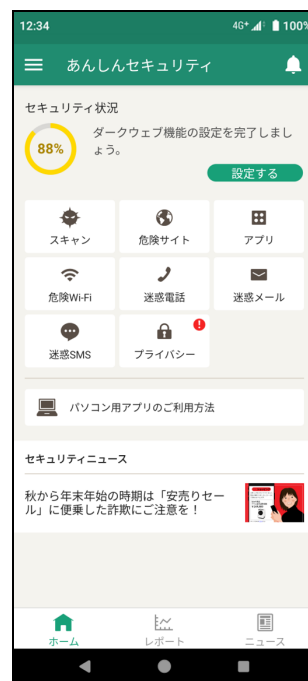 12:34
4G+
100%
あんしんセキュリティ
セキュリティ状況
88%
ダークウェブ機能の設定を完了しまし
ょう。
設定する
スキャン
危険サイト
アプリ
危険Wi-Fi
迷惑電話
迷惑メール
迷惑SMS
プライバシー
パソコン用アプリのご利用方法
セキュリティニュース
秋から年末年始の時期は「安売りセー
ル」に便乗した詐欺にご注意を！
ホーム
レポート
ニュース